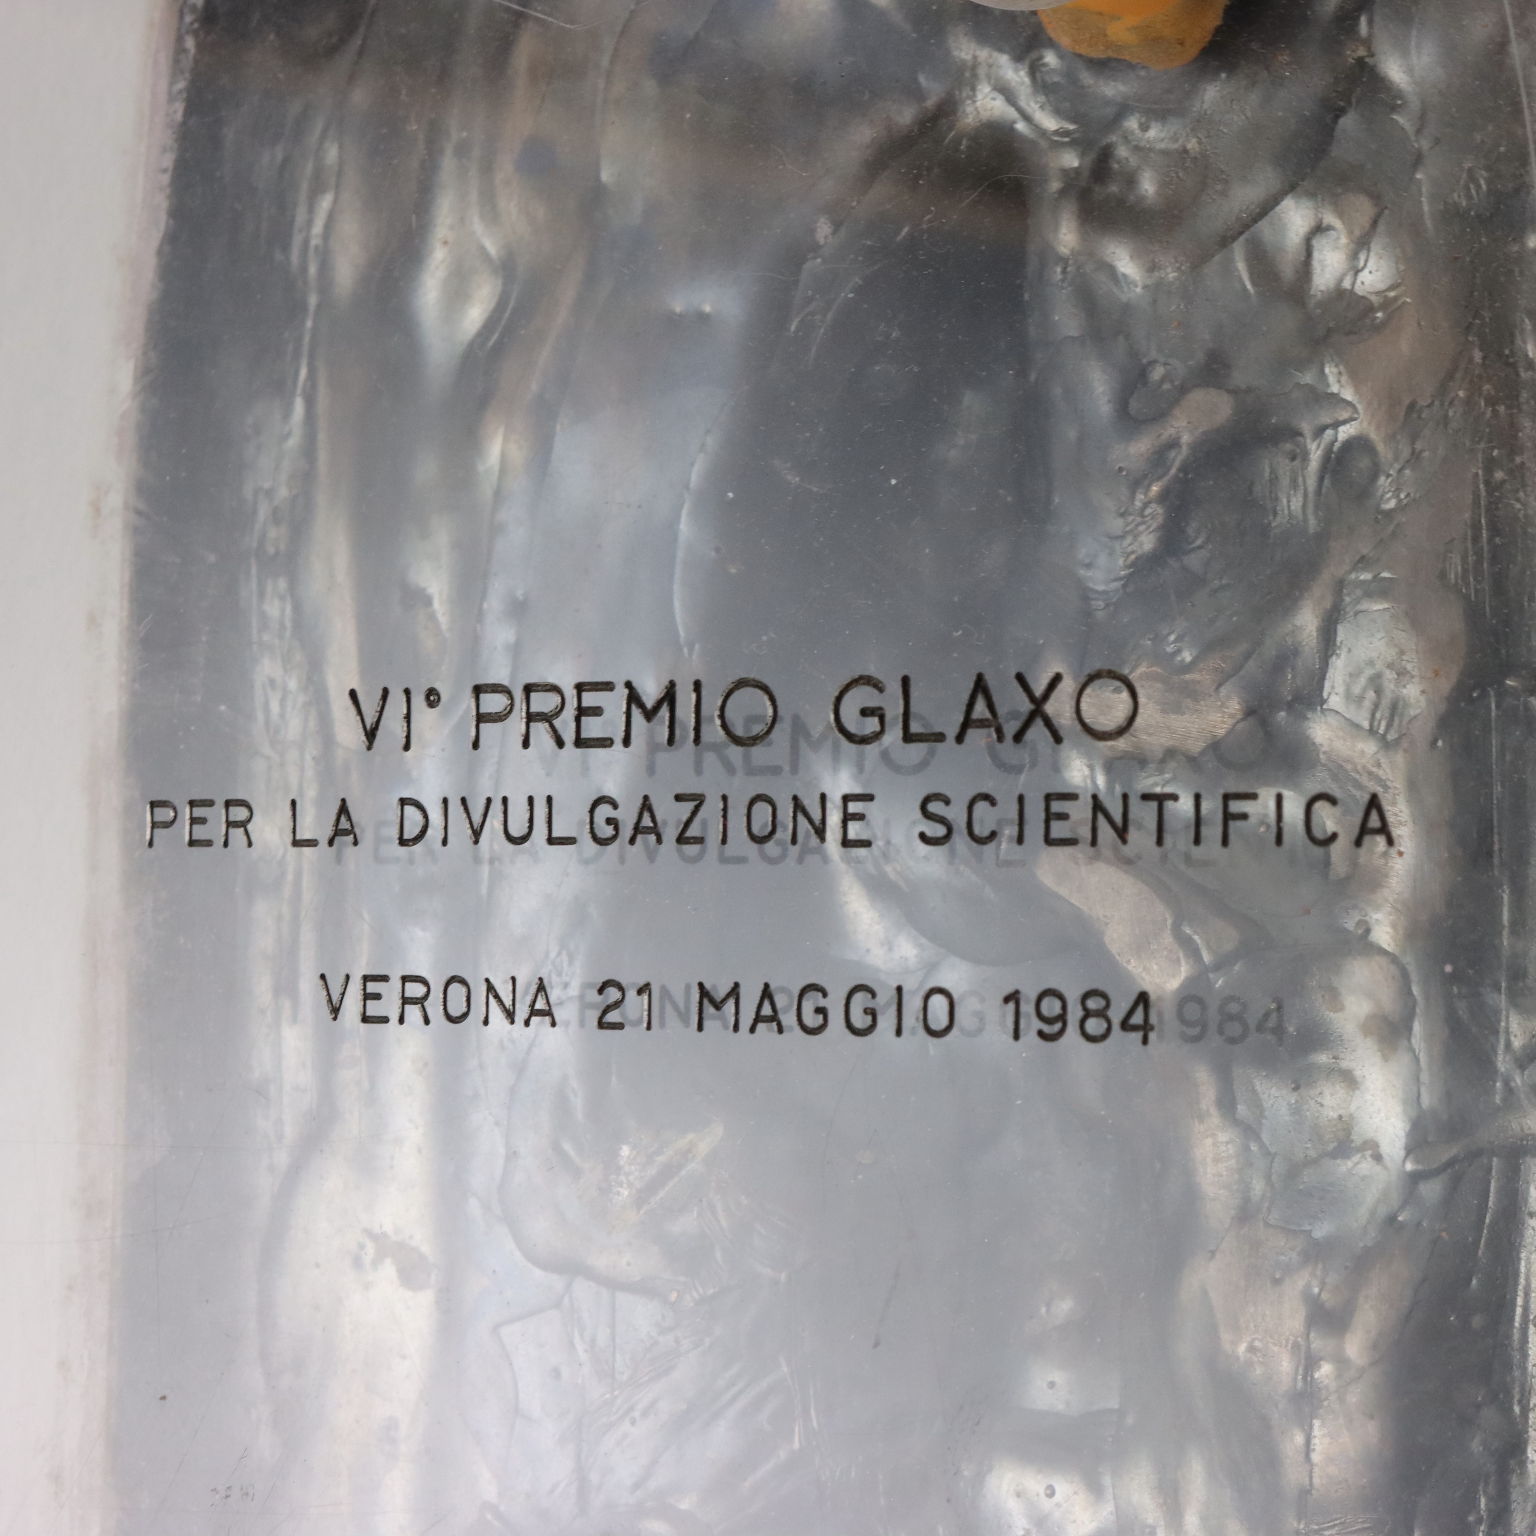 VI° PREMIO GLAXO
PER LA DIVULGAZIONE SCIENTIFICA
VERONA 21 MAGGIO 1984